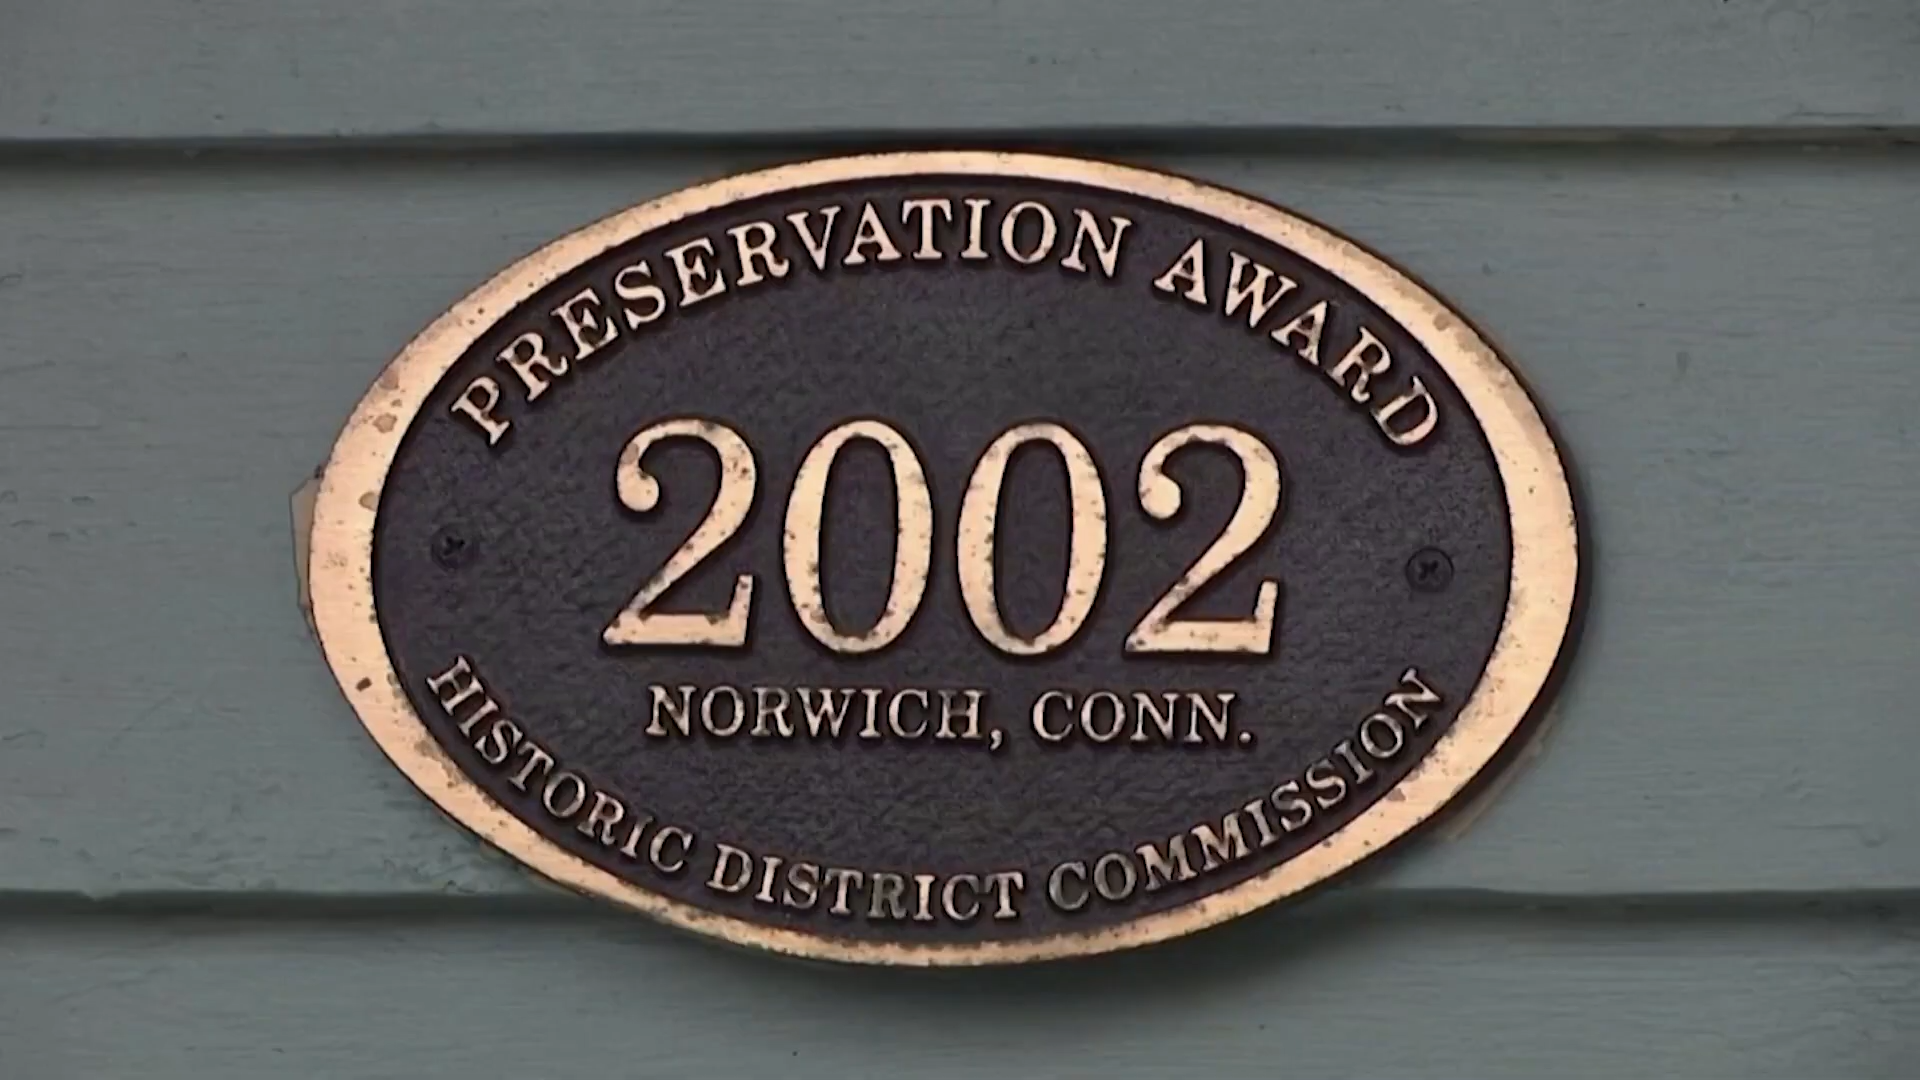 PRESERVATION AWARD
2002
NORWICH, CONN.
HISTORIC DISTRICT COMMISSION